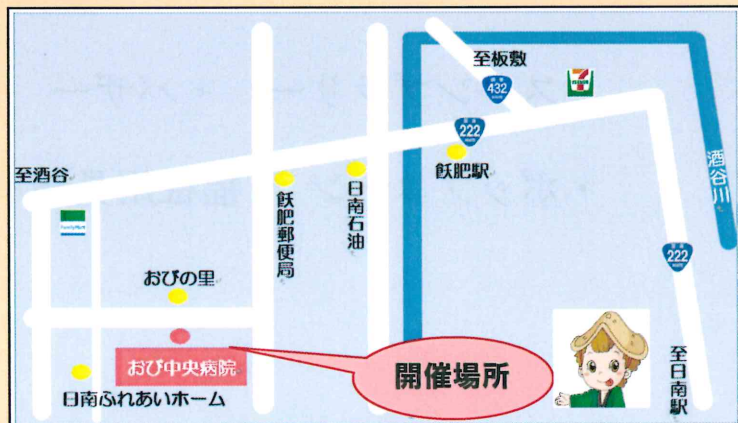 至板敷
432
222
飫肥駅
酒谷川
至酒谷
FamilyMart
飫肥郵便局
日南石油
222
おびの里
おび中央病院
開催場所
日南ふれあいホーム
至日南駅